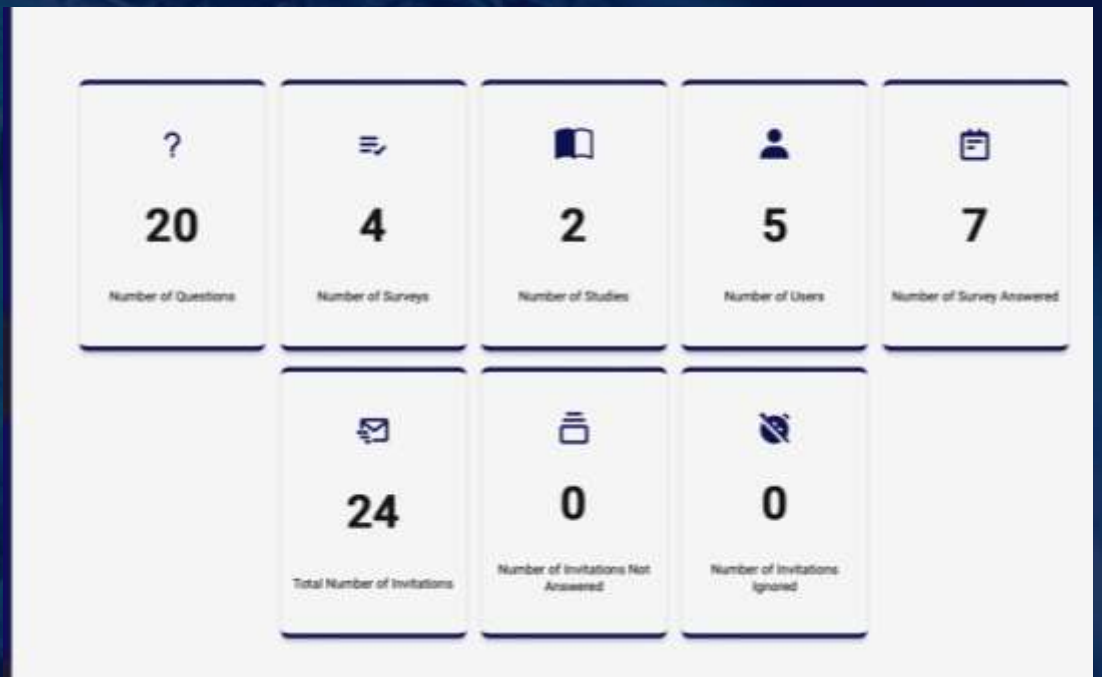 ?
20
4
2
5
7
Number of Questions
Number of Surveys
Number of Studies
Number of Users
Number of Survey Answered
24
0
0
Total Number of Invitations
Number of Invitations Not
Answered
Number of Invitations
Ignored